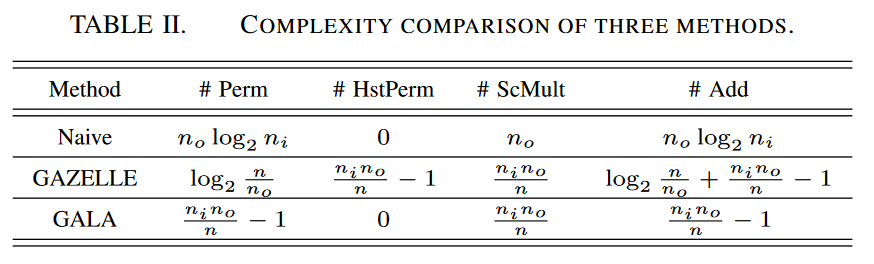 TABLE II. COMPLEXITY COMPARISON OF THREE METHODS.
Method # Perm # HstPerm # ScMult # Add
Naive n_o log_2 n_i 0 n_o n_o log_2 n_i
GAZELLE log_2 \frac{n}{n_o} \frac{n_i n_o}{n} − 1 \frac{n_i n_o}{n} log_2 \frac{n}{n_o} + \frac{n_i n_o}{n} − 1
GALA \frac{n_i n_o}{n} − 1 0 \frac{n_i n_o}{n} \frac{n_i n_o}{n} − 1